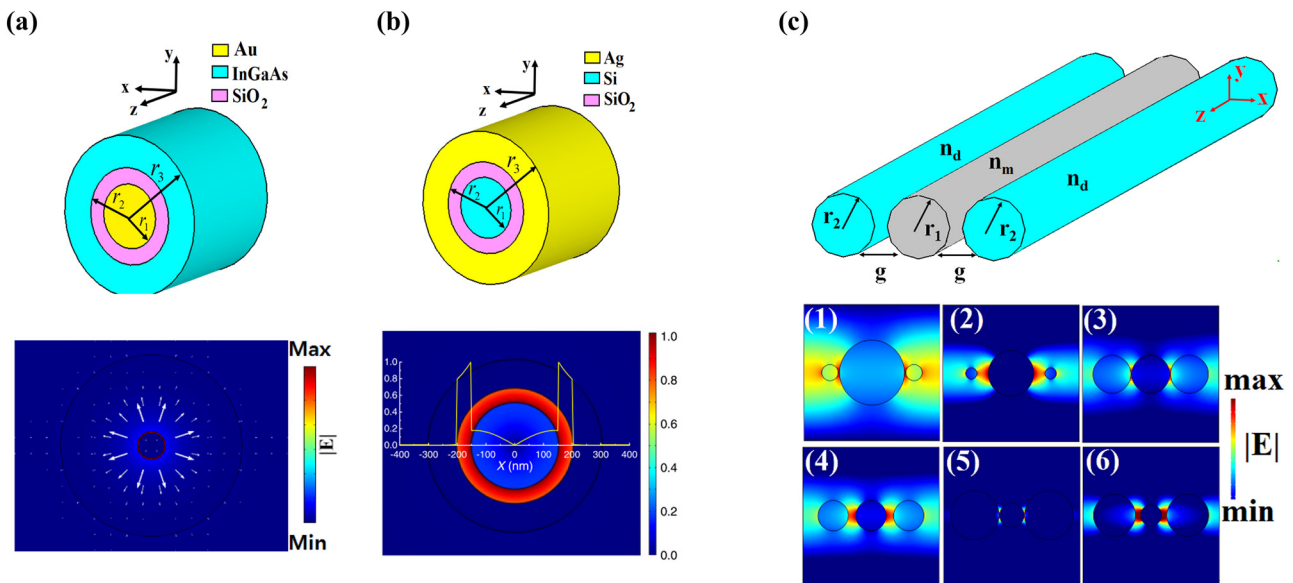 (a)
Au
InGaAs
SiO2
y
x
z
r3
r2
r1
Max
|E|
Min
(b)
Ag
Si
SiO2
y
x
z
r3
r2
r1
1.0
0.8
0.6
0.4
0.2
0.0
-400 -300 -200 -100 0 100 200 300 400
X (nm)
1.0
0.8
0.6
0.4
0.2
0.0
(c)
y
x
z
nd
nm
nd
r2
r1
r2
g
g
(1)
(2)
(3)
(4)
(5)
(6)
max
|E|
min